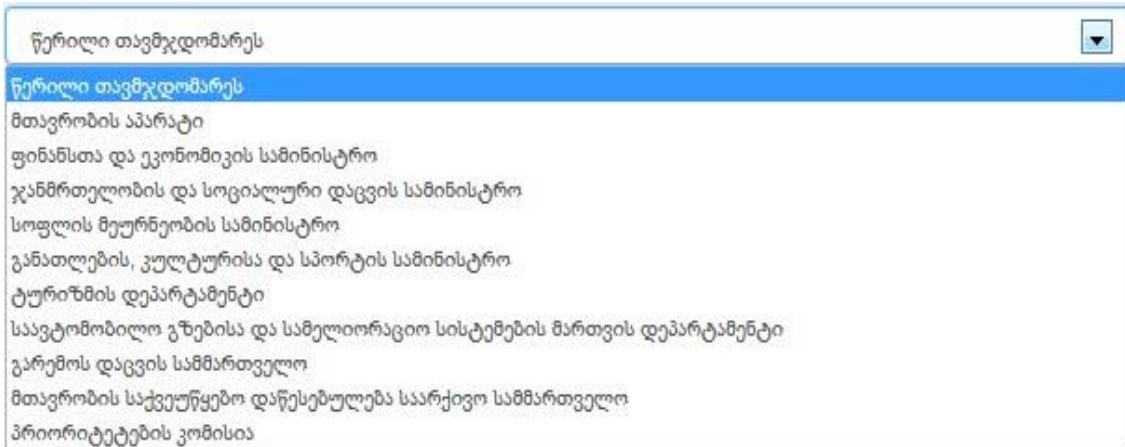 წერილი თავმჯდომარეს
წერილი თავმჯდომარეს
მთავრობის აპარატი
ფინანსთა და ეკონომიკის სამინისტრო
ჯანმრთელობის და სოციალური დაცვის სამინისტრო
სოფლის მეურნეობის სამინისტრო
განათლების, კულტურისა და სპორტის სამინისტრო
ტურიზმის დეპარტამენტი
საავტომობილო გზებისა და სამელიორაციო სისტემების მართვის დეპარტამენტი
გარემოს დაცვის სამმართველო
მთავრობის საქვეუწყებო დაწესებულება საარქივო სამმართველო
პრიორიტეტების კომისია